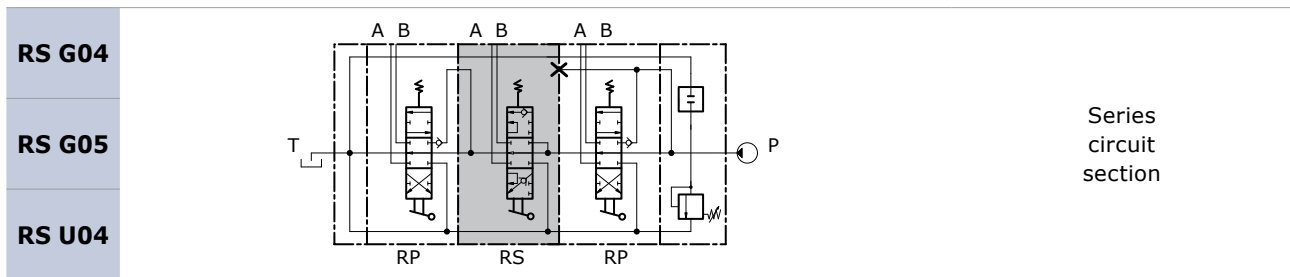 RS G04
RS G05
RS U04
A B A B A B
T P
RP RS RP
Series
circuit
section